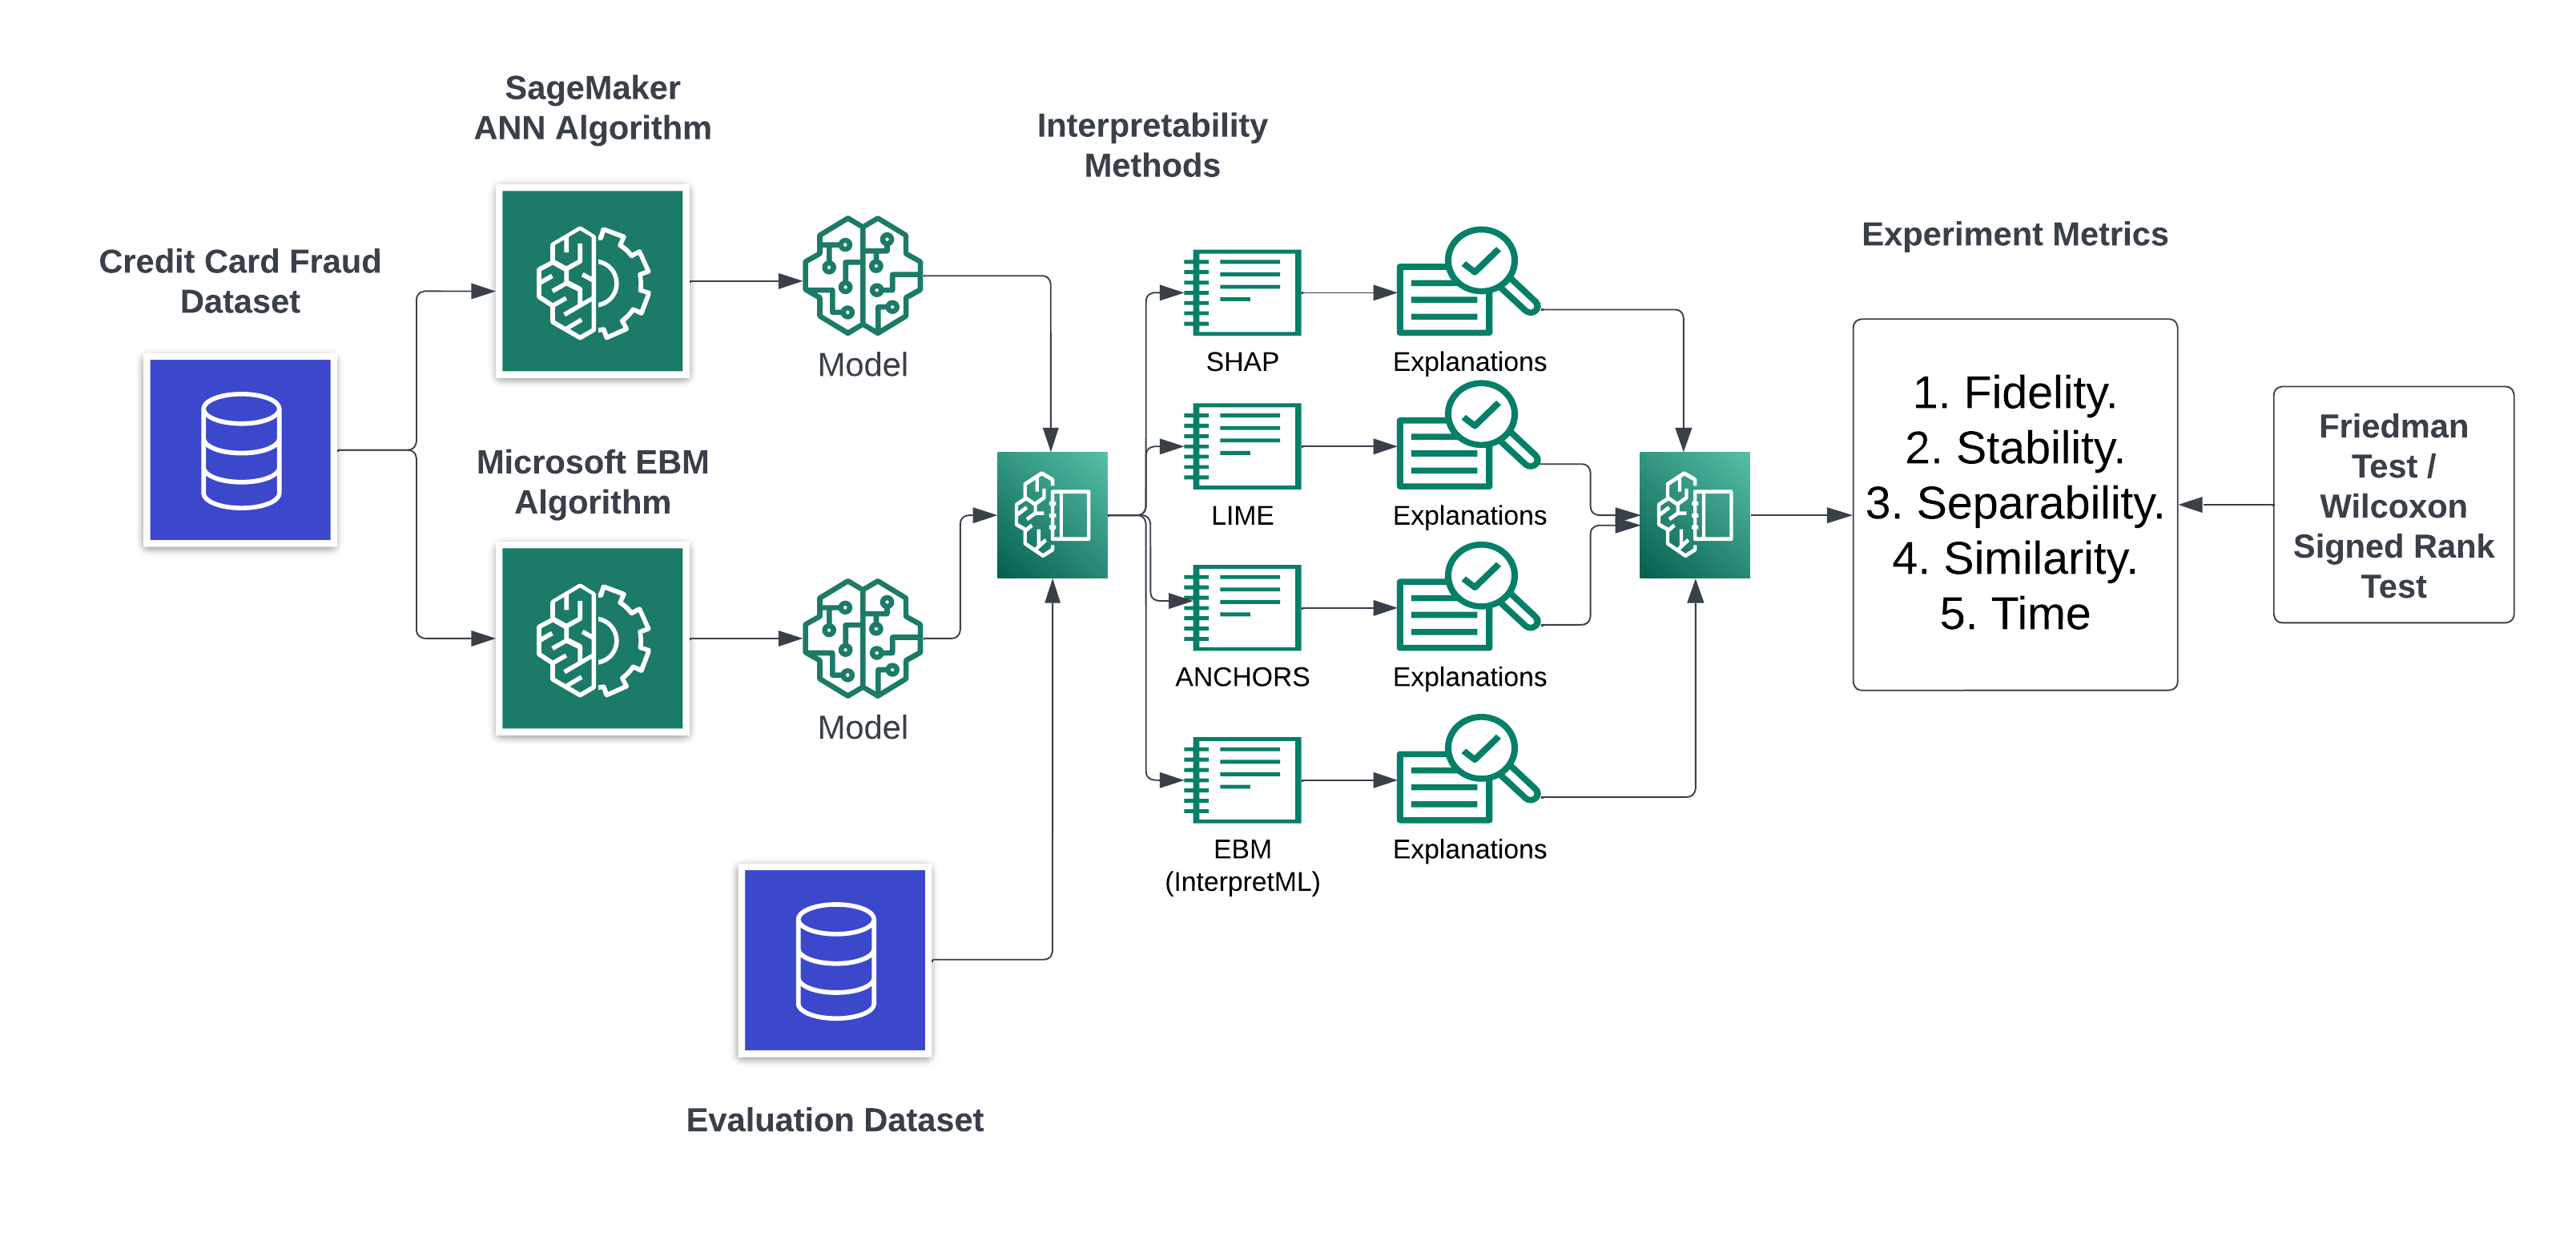 SageMaker
ANN Algorithm
Interpretability
Methods
Credit Card Fraud
Dataset
Experiment Metrics
Model
SHAP
Explanations
Microsoft EBM
Algorithm
LIME
Explanations
1. Fidelity.
2. Stability.
3. Separability.
4. Similarity.
5. Time
Friedman
Test /
Wilcoxon
Signed Rank
Test
Model
ANCHORS
Explanations
EBM
(InterpretML)
Explanations
Evaluation Dataset